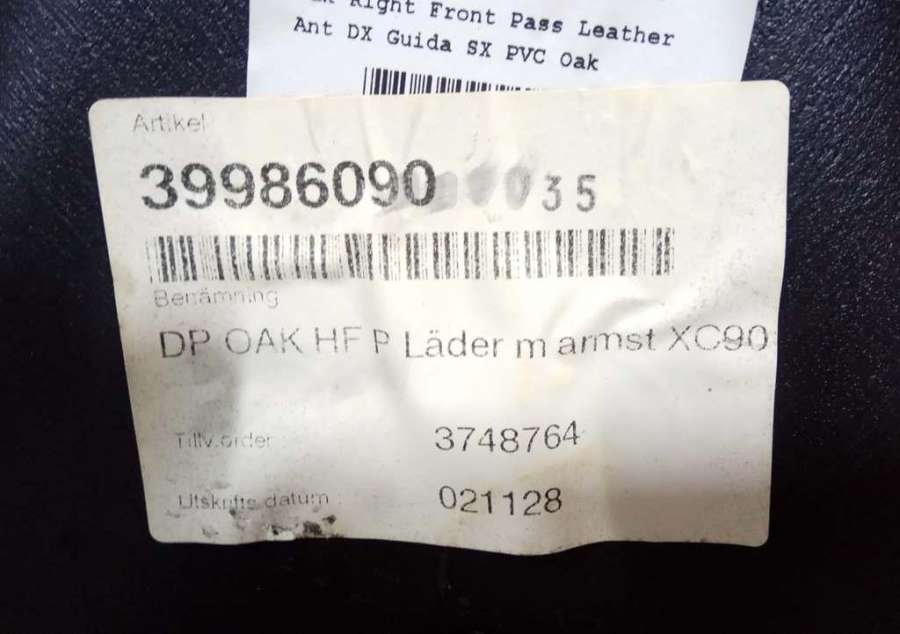 Right Front Pass Leather
Ant DX Guida SX PVC Oak
Artikel
39986090 35
Benämning
DP OAK HF P Läder m armst XC90
Tillv.order
3748764
Utskrifts datum
021128